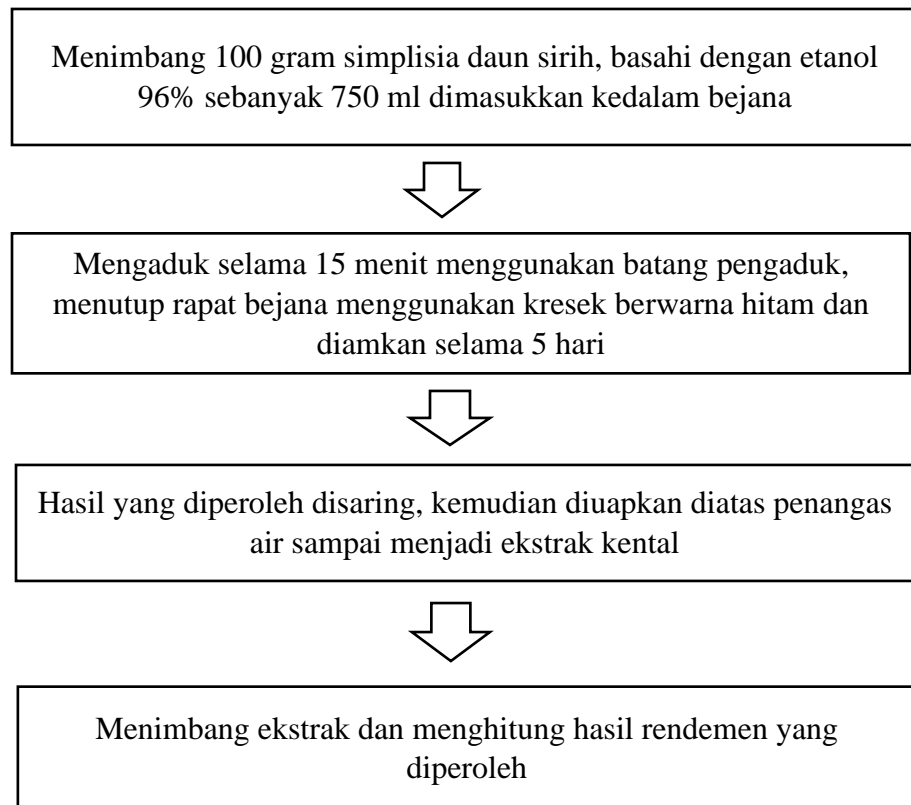 Menimbang 100 gram simplisia daun sirih, basahi dengan etanol
96% sebanyak 750 ml dimasukkan kedalam bejana
Mengaduk selama 15 menit menggunakan batang pengaduk,
menutup rapat bejana menggunakan kresek berwarna hitam dan
diamkan selama 5 hari
Hasil yang diperoleh disaring, kemudian diuapkan diatas penangas
air sampai menjadi ekstrak kental
Menimbang ekstrak dan menghitung hasil rendemen yang
diperoleh